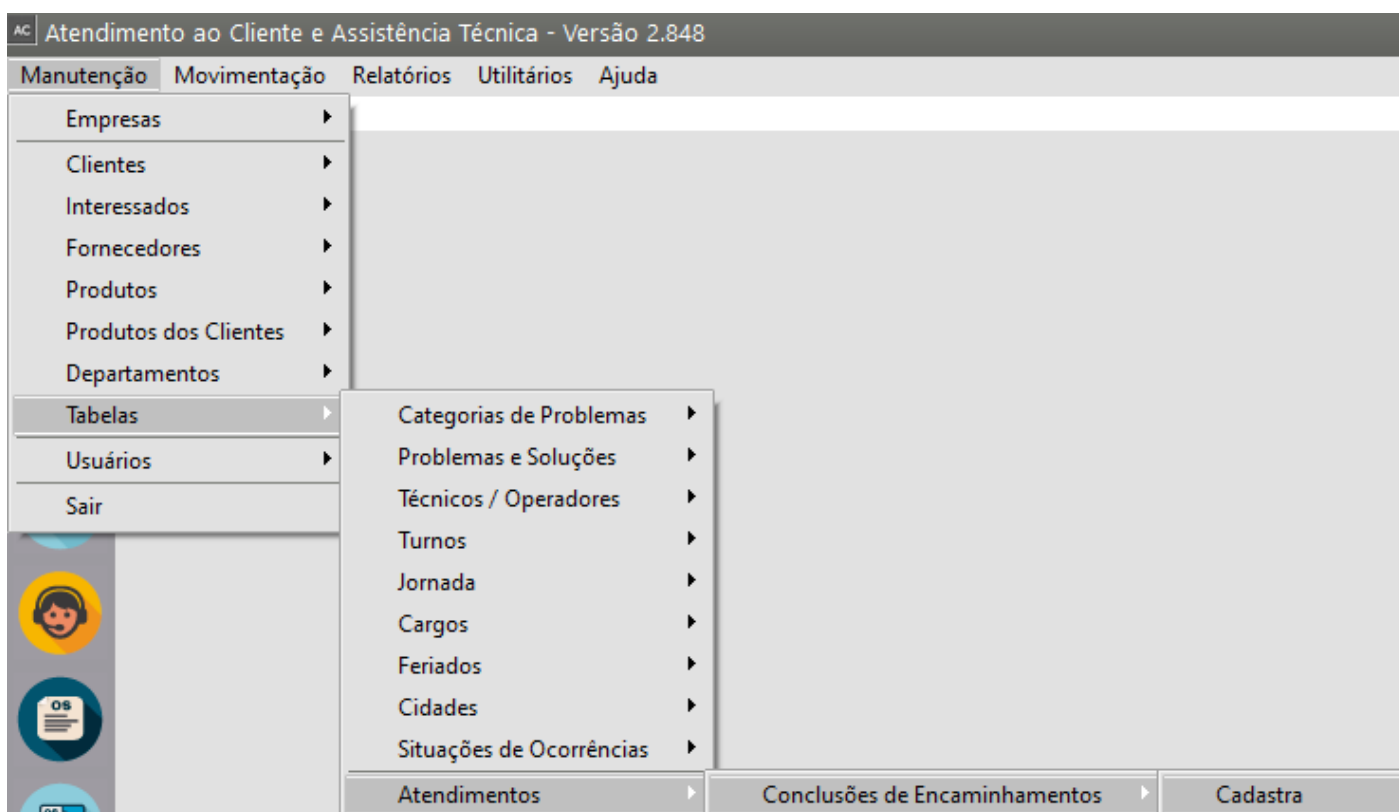 AC Atendimento ao Cliente e Assistência Técnica - Versão 2.848
Manutenção Movimentação Relatórios Utilitários Ajuda
Empresas
Clientes
Interessados
Fornecedores
Produtos
Produtos dos Clientes
Departamentos
Tabelas
Usuários
Sair
Categorias de Problemas
Problemas e Soluções
Técnicos / Operadores
Turnos
Jornada
Cargos
Feriados
Cidades
Situações de Ocorrências
Atendimentos
Conclusões de Encaminhamentos
Cadastra
OS